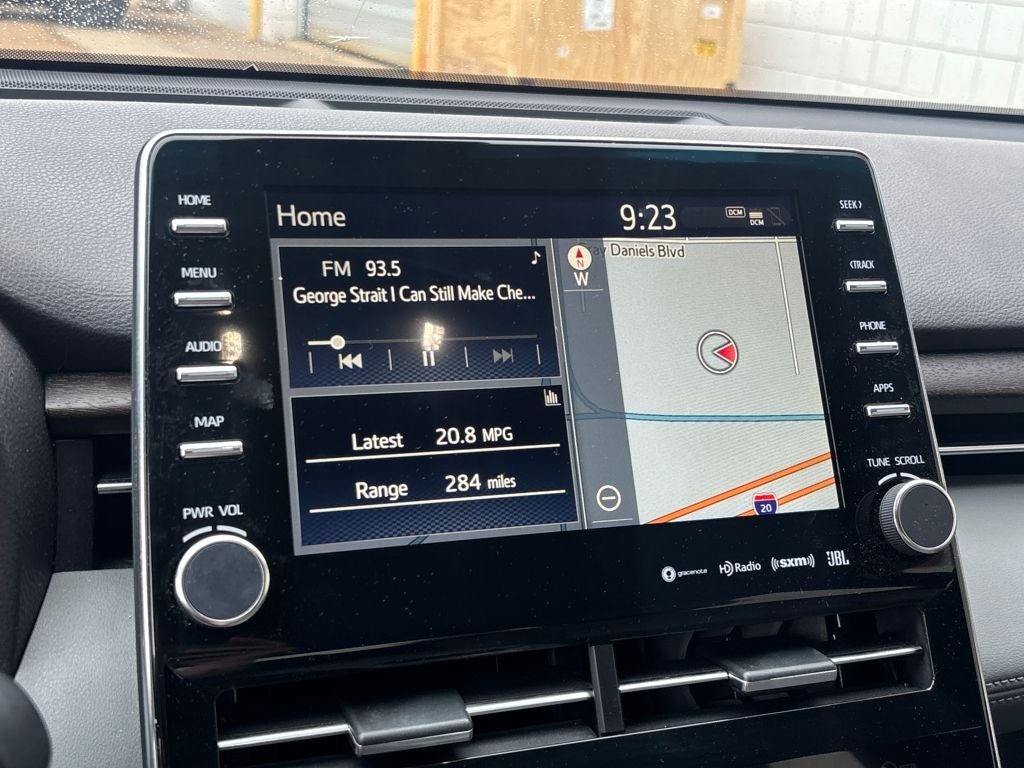 HOME
MENU
AUDIO
MAP
PWR VOL
Home
9:23
DCM
DCM
FM 93.5
George Strait I Can Still Make Che...
Latest 20.8 MPG
Range 284 miles
N
W
Daniels Blvd
20
SEEK >
< TRACK
PHONE
APPS
TUNE SCROLL
gracenote
HD Radio
((sxm))
JBL